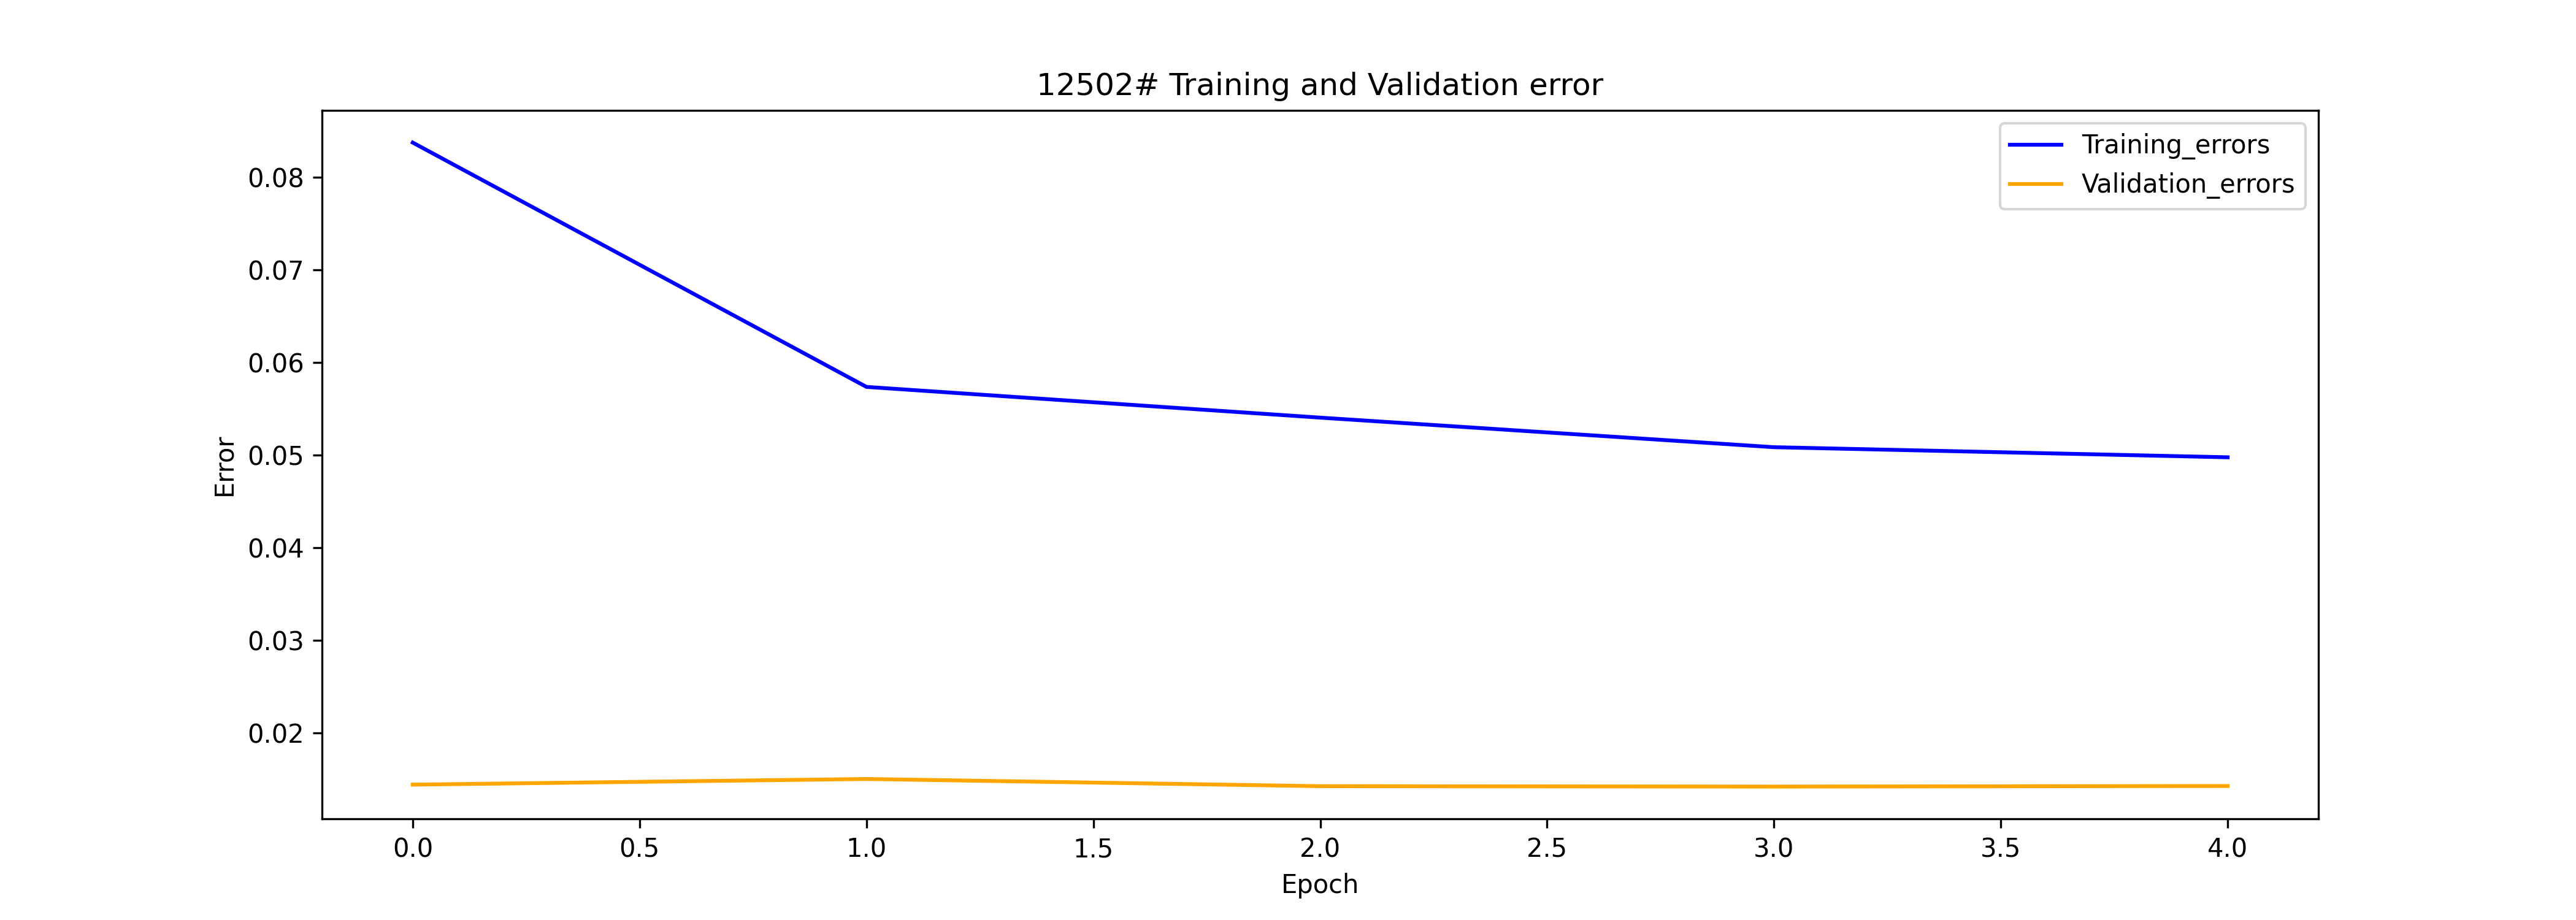 12502# Training and Validation error
Training_errors
Validation_errors
Error
0.08
0.07
0.06
0.05
0.04
0.03
0.02
0.0 0.5 1.0 1.5 2.0 2.5 3.0 3.5 4.0
Epoch